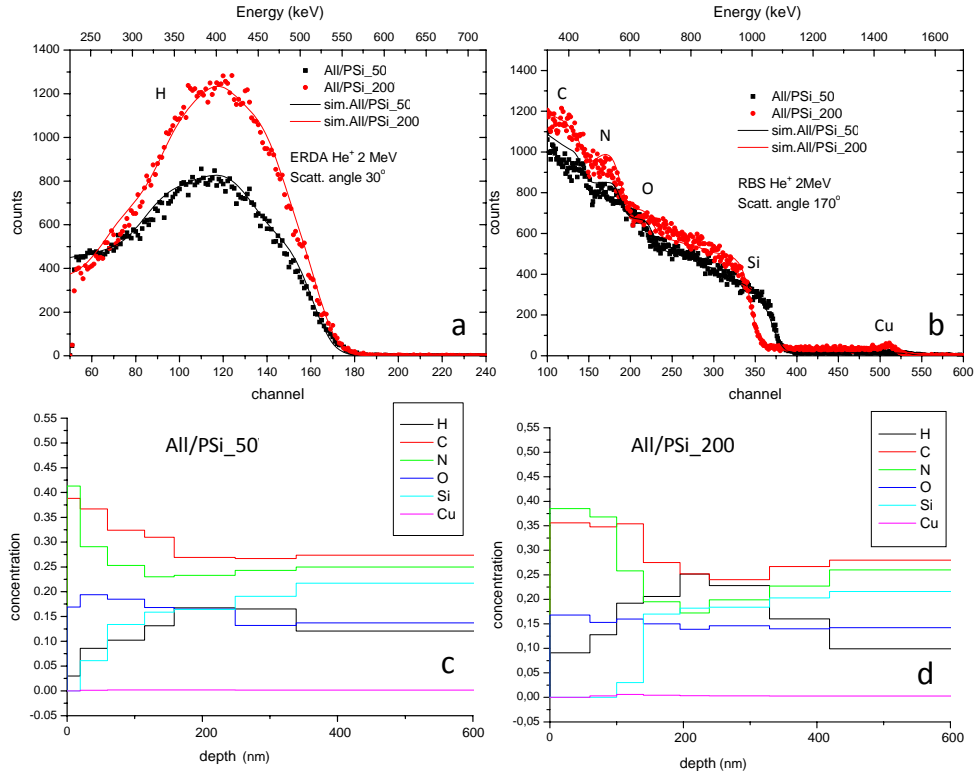 Energy (keV)
250 300 350 400 450 500 550 600 650 700
1400
1200
1000
800
600
400
200
0
counts
H
All/PSi_50
All/PSi_200
sim.All/PSi_50
sim.All/PSi_200
ERDA He⁺ 2 MeV
Scatt. angle 30°
a
60 80 100 120 140 160 180 200 220 240
channel
Energy (keV)
400 600 800 1000 1200 1400 1600
1400
1200
1000
800
600
400
200
0
counts
C
N
O
Si
Cu
All/PSi_50
All/PSi_200
sim.All/PSi_50
sim.All/PSi_200
RBS He⁺ 2MeV
Scatt. angle 170°
b
100 150 200 250 300 350 400 450 500 550 600
channel
0.55
0.50
0.45
0.40
0.35
0.30
0.25
0.20
0.15
0.10
0.05
0.00
-0.05
concentration
All/PSi_50
H
C
N
O
Si
Cu
c
0 200 400 600
depth (nm)
0,55
0,50
0,45
0,40
0,35
0,30
0,25
0,20
0,15
0,10
0,05
0,00
-0,05
concentration
All/PSi_200
H
C
N
O
Si
Cu
d
0 200 400 600
depth (nm)